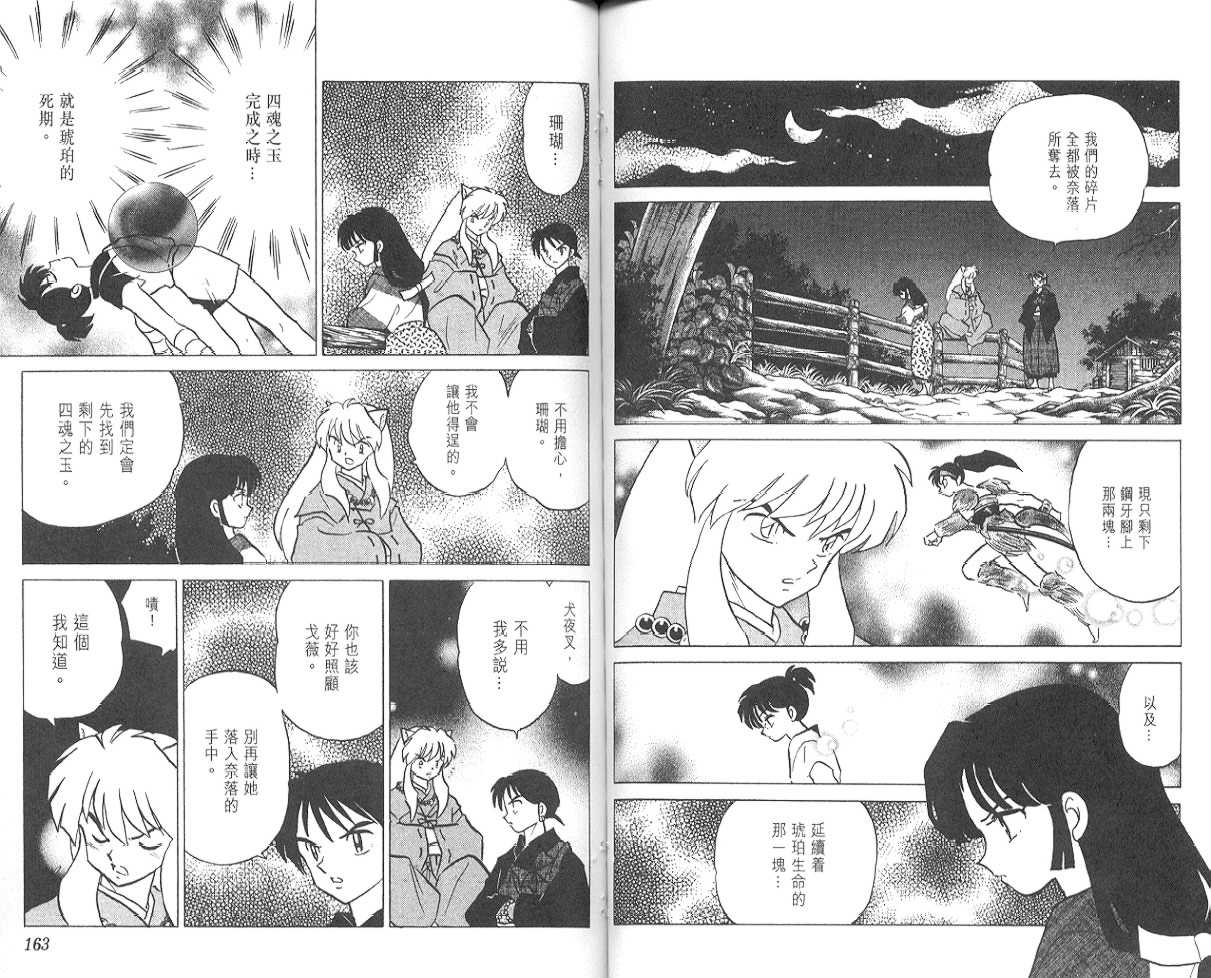 我們的碎片
全都被奈落
所奪去。
現只剩下
鋼牙腳上
那兩塊…
以及…
延續着
琥珀生命的
那一塊…
珊瑚…
四魂之玉
完成之時…
就是琥珀的
死期。
不用擔心，
珊瑚。
我不會
讓他得逞的。
我們定會
先找到
剩下的
四魂之玉。
犬夜叉，
不用
我多說…
你也該
好好照顧
戈薇。
別再讓她
落入奈落的
手中。
嘖！
這個
我知道。
163